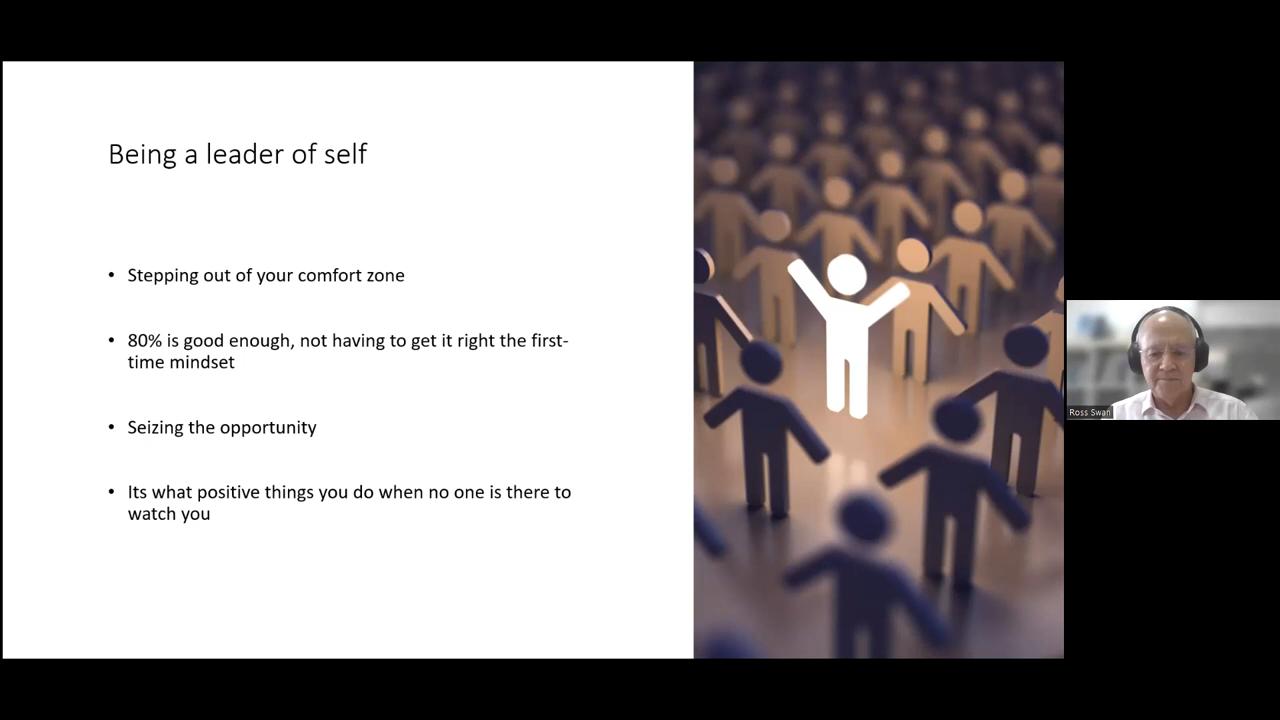 Being a leader of self
• Stepping out of your comfort zone
• 80% is good enough, not having to get it right the first-
time mindset
• Seizing the opportunity
• Its what positive things you do when no one is there to
watch you
Ross Swan